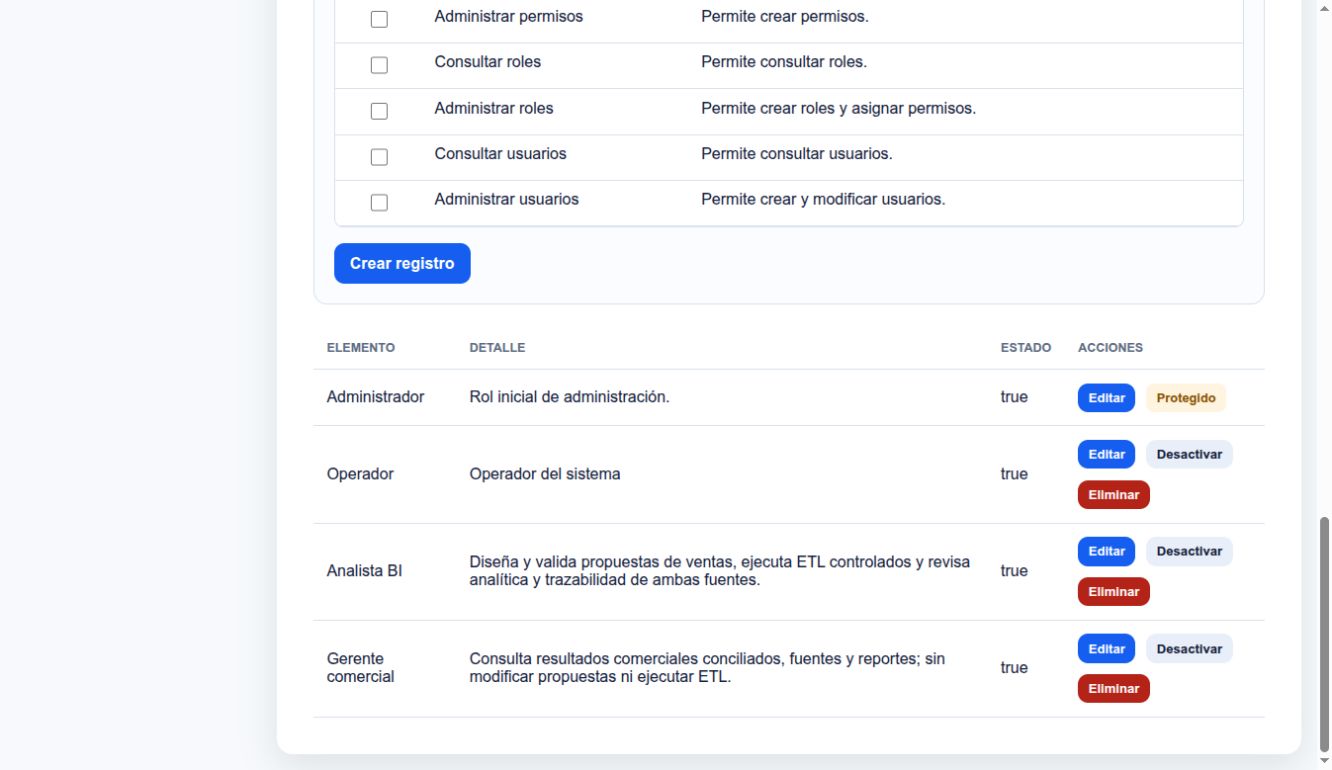 Administrar permisos Permite crear permisos.
Consultar roles Permite consultar roles.
Administrar roles Permite crear roles y asignar permisos.
Consultar usuarios Permite consultar usuarios.
Administrar usuarios Permite crear y modificar usuarios.
Crear registro
ELEMENTO DETALLE ESTADO ACCIONES
Administrador Rol inicial de administración. true Editar Protegido
Operador Operador del sistema true Editar Desactivar
Eliminar
Analista BI Diseña y valida propuestas de ventas, ejecuta ETL controlados y revisa
analítica y trazabilidad de ambas fuentes. true Editar Desactivar
Eliminar
Gerente
comercial Consulta resultados comerciales conciliados, fuentes y reportes; sin
modificar propuestas ni ejecutar ETL. true Editar Desactivar
Eliminar